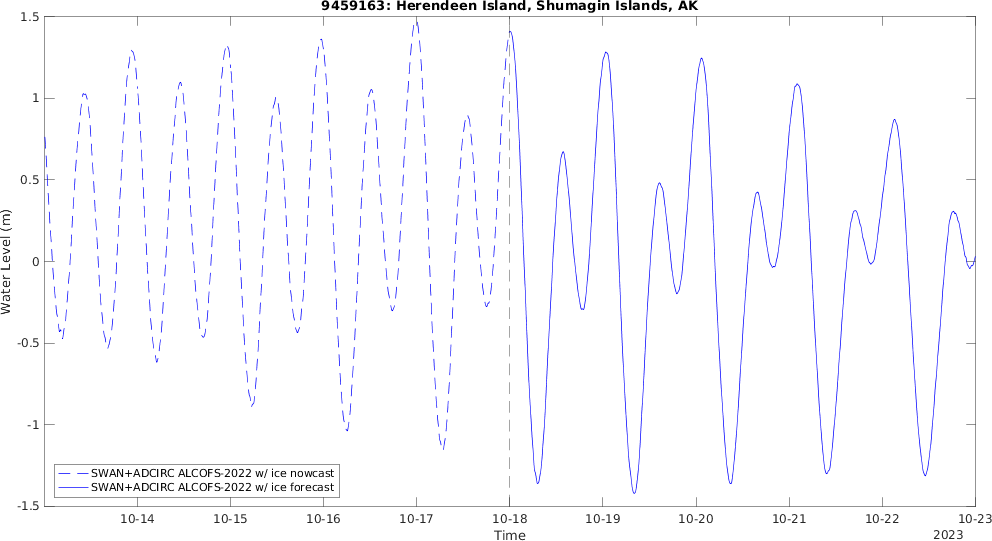 9459163: Herendeen Island, Shumagin Islands, AK
1.5
1
0.5
0
-0.5
-1
-1.5
Water Level (m)
SWAN+ADCIRC ALCOFS-2022 w/ ice nowcast
SWAN+ADCIRC ALCOFS-2022 w/ ice forecast
10-14 10-15 10-16 10-17 10-18 10-19 10-20 10-21 10-22 10-23
Time
2023